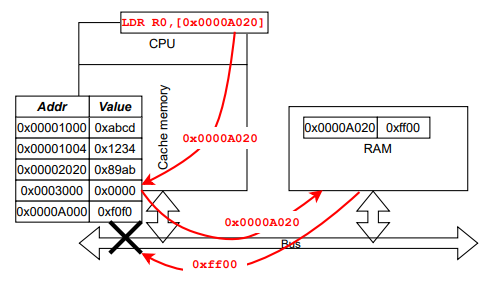 LDR R0,[0x0000A020]
CPU
Cache memory
Addr Value
0x00001000 0xabcd
0x00001004 0x1234
0x00002020 0x89ab
0x0003000 0x0000
0x0000A000 0xf0f0
0x0000A020
0x0000A020 0xff00
RAM
0x0000A020
Bus
0xff00